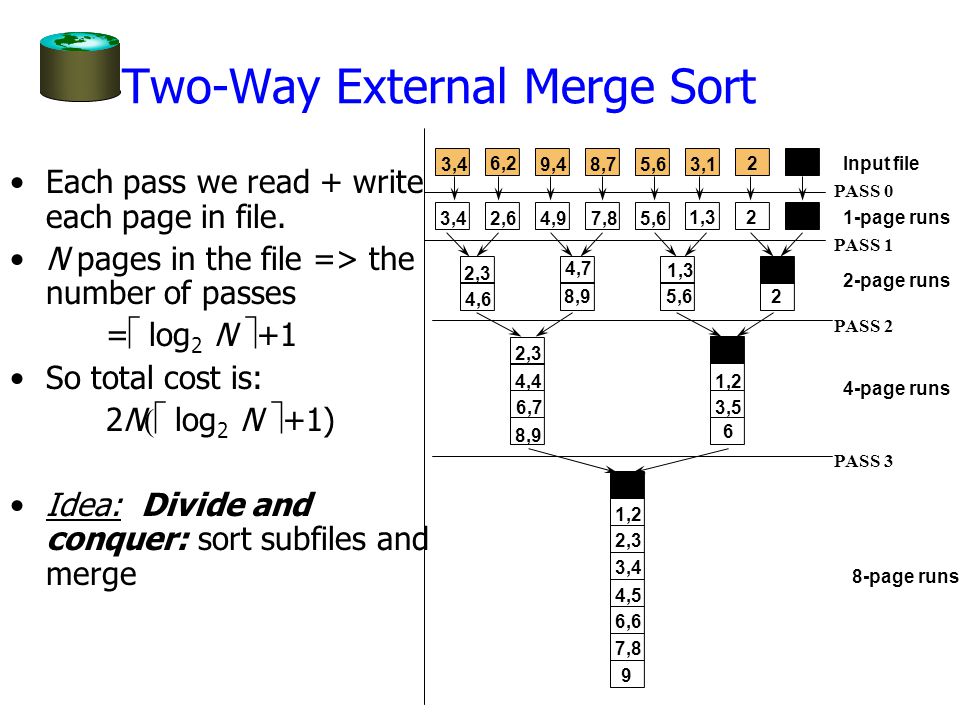 Two-Way External Merge Sort
• Each pass we read + write
each page in file.
• N pages in the file => the
number of passes
=⌈ log2 N ⌉+1
• So total cost is:
2N(⌈ log2 N ⌉+1)
• Idea: Divide and
conquer: sort subfiles and
merge
3,4 6,2 9,4 8,7 5,6 3,1 2 Input file
PASS 0
3,4 2,6 4,9 7,8 5,6 1,3 2 1-page runs
PASS 1
2,3 4,7 1,3
2-page runs
4,6 8,9 5,6 2
PASS 2
2,3
4,4 1,2
4-page runs
6,7 3,5
8,9 6
PASS 3
1,2
2,3
3,4
8-page runs
4,5
6,6
7,8
9